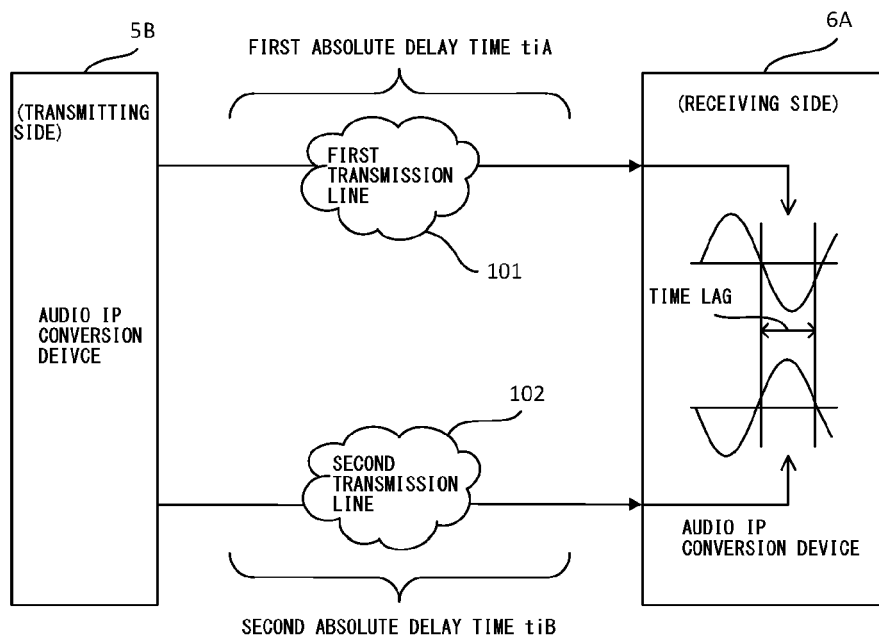 5B
6A
FIRST ABSOLUTE DELAY TIME tiA
(TRANSMITTING
SIDE)
(RECEIVING SIDE)
FIRST
TRANSMISSION
LINE
101
TIME LAG
AUDIO IP
CONVERSION
DEIVCE
102
SECOND
TRANSMISSION
LINE
AUDIO IP
CONVERSION DEVICE
SECOND ABSOLUTE DELAY TIME tiB